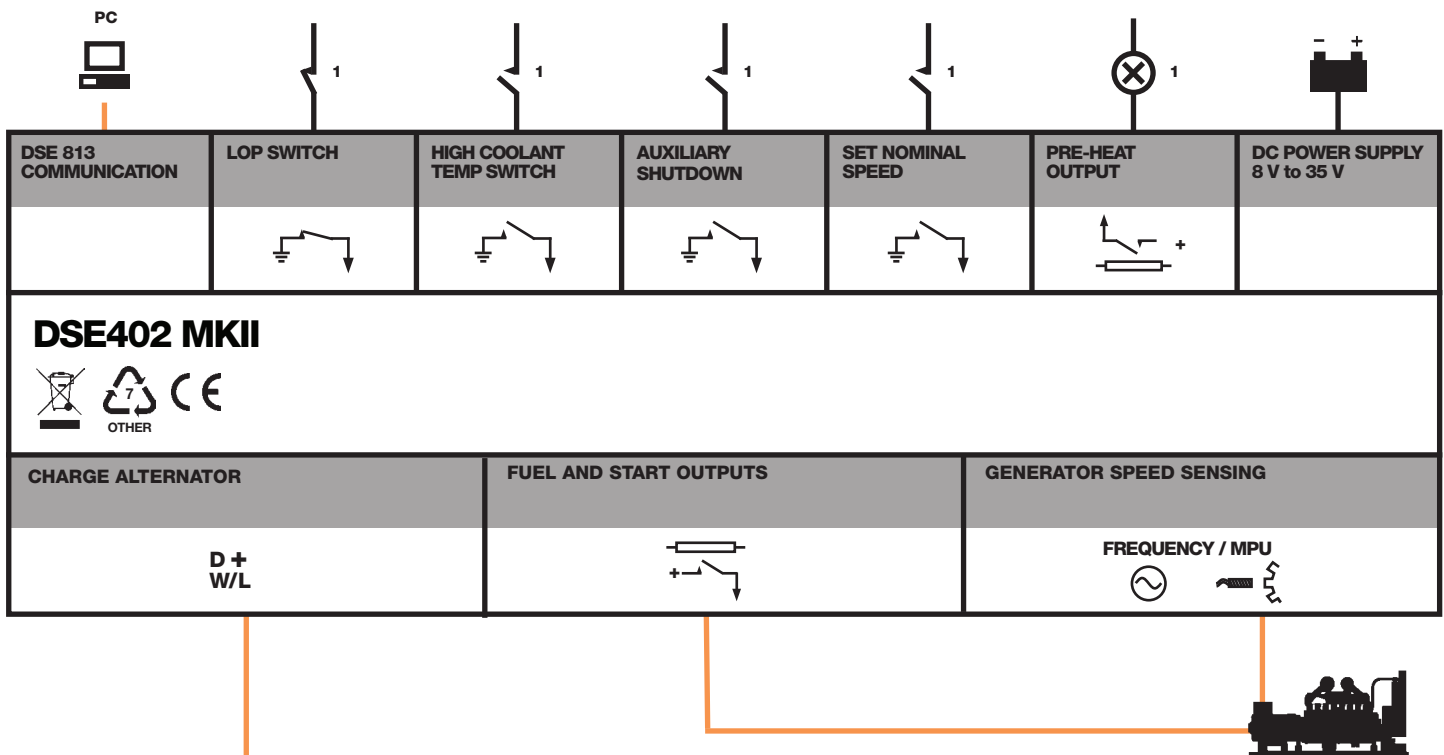 PC
1
1
1
1
1
- +
DSE 813
COMMUNICATION
LOP SWITCH
HIGH COOLANT
TEMP SWITCH
AUXILIARY
SHUTDOWN
SET NOMINAL
SPEED
PRE-HEAT
OUTPUT
DC POWER SUPPLY
8 V to 35 V
+
DSE402 MKII
7
OTHER
CE
CHARGE ALTERNATOR
FUEL AND START OUTPUTS
GENERATOR SPEED SENSING
D +
W/L
+
FREQUENCY / MPU